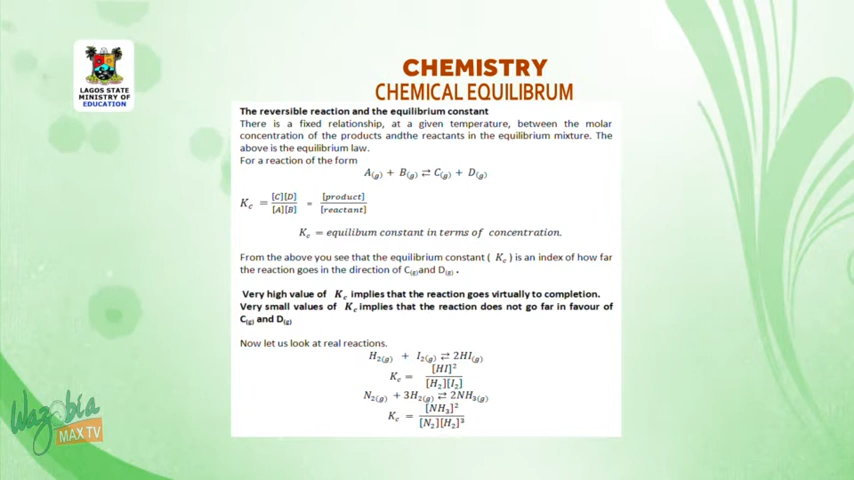 LAGOS STATE
MINISTRY OF
EDUCATION
CHEMISTRY
CHEMICAL EQUILIBRUM
The reversible reaction and the equilibrium constant
There is a fixed relationship, at a given temperature, between the molar
concentration of the products andthe reactants in the equilibrium mixture. The
above is the equilibrium law.
For a reaction of the form
A(g) + B(g) ⇄ C(g) + D(g)
Kc = [C][D]/[A][B] = [product]/[reactant]
Kc = equilibum constant in terms of concentration.
From the above you see that the equilibrium constant ( Kc ) is an index of how far
the reaction goes in the direction of C(g)and D(g) .
Very high value of Kc implies that the reaction goes virtually to completion.
Very small values of Kc implies that the reaction does not go far in favour of
C(g) and D(g)
Now let us look at real reactions.
H2(g) + I2(g) ⇄ 2HI(g)
Kc = [HI]²/[H2][I2]
N2(g) + 3H2(g) ⇄ 2NH3(g)
Kc = [NH3]²/[N2][H2]³
Wazobia
MAX TV